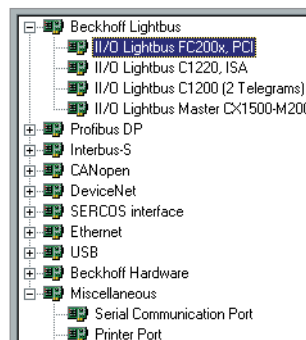 Beckhoff Lightbus
II/O Lightbus FC200x, PCI
II/O Lightbus C1220, ISA
II/O Lightbus C1200 (2 Telegrams)
II/O Lightbus Master CX1500-M200
Profibus DP
Interbus-S
CANopen
DeviceNet
SERCOS interface
Ethernet
USB
Beckhoff Hardware
Miscellaneous
Serial Communication Port
Printer Port